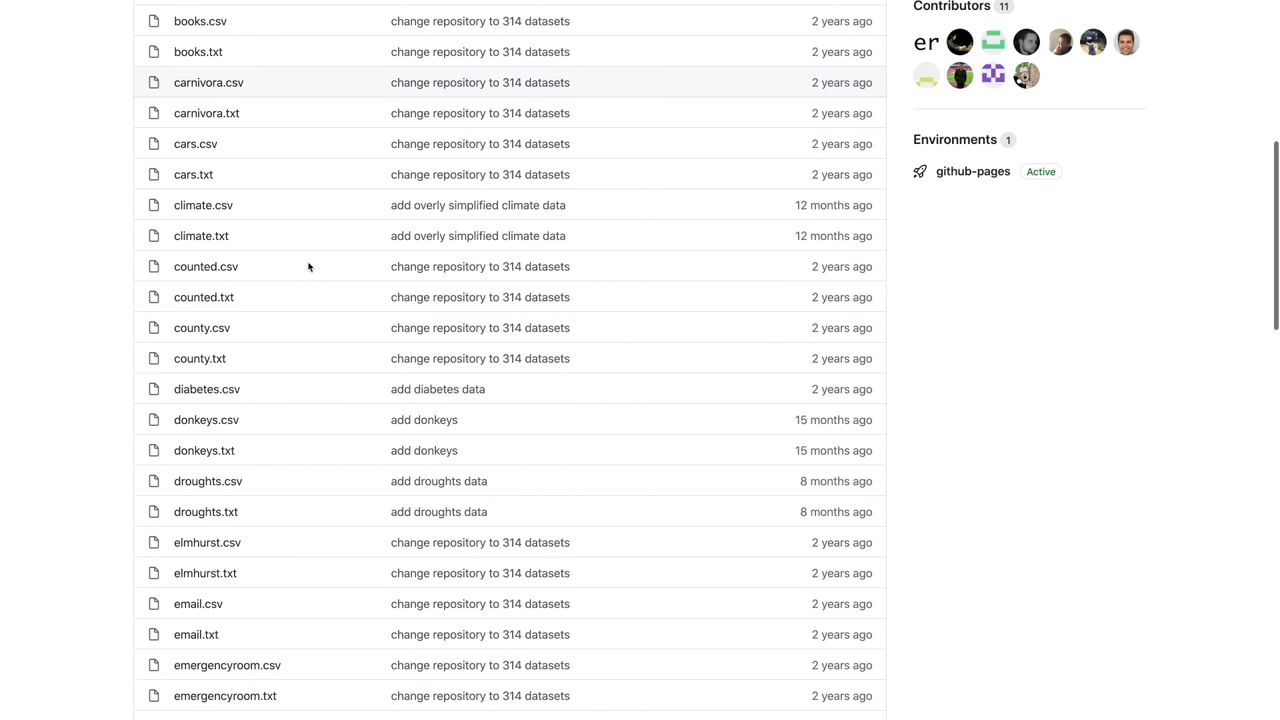 books.csv change repository to 314 datasets 2 years ago
books.txt change repository to 314 datasets 2 years ago
carnivora.csv change repository to 314 datasets 2 years ago
carnivora.txt change repository to 314 datasets 2 years ago
cars.csv change repository to 314 datasets 2 years ago
cars.txt change repository to 314 datasets 2 years ago
climate.csv add overly simplified climate data 12 months ago
climate.txt add overly simplified climate data 12 months ago
counted.csv change repository to 314 datasets 2 years ago
counted.txt change repository to 314 datasets 2 years ago
county.csv change repository to 314 datasets 2 years ago
county.txt change repository to 314 datasets 2 years ago
diabetes.csv add diabetes data 2 years ago
donkeys.csv add donkeys 15 months ago
donkeys.txt add donkeys 15 months ago
droughts.csv add droughts data 8 months ago
droughts.txt add droughts data 8 months ago
elmhurst.csv change repository to 314 datasets 2 years ago
elmhurst.txt change repository to 314 datasets 2 years ago
email.csv change repository to 314 datasets 2 years ago
email.txt change repository to 314 datasets 2 years ago
emergencyroom.csv change repository to 314 datasets 2 years ago
emergencyroom.txt change repository to 314 datasets 2 years ago
Contributors 11
er
Environments 1
github-pages Active